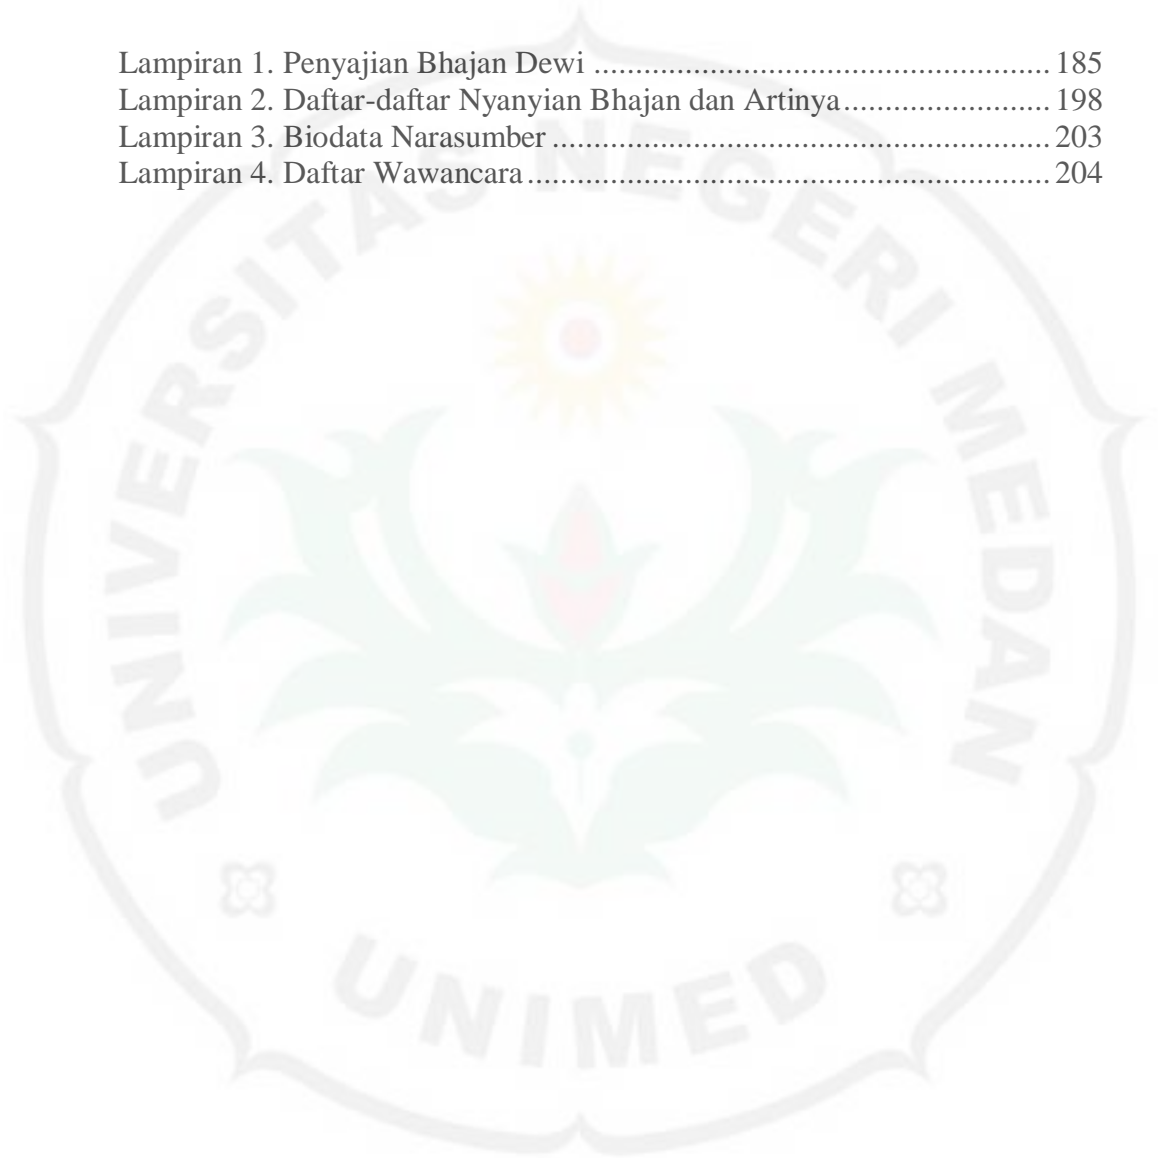 Lampiran 1. Penyajian Bhajan Dewi ........................................................... 185
Lampiran 2. Daftar-daftar Nyanyian Bhajan dan Artinya ........................... 198
Lampiran 3. Biodata Narasumber ................................................................ 203
Lampiran 4. Daftar Wawancara ................................................................... 204
UNIVERSITAS NEGERI MEDAN
UNIMED